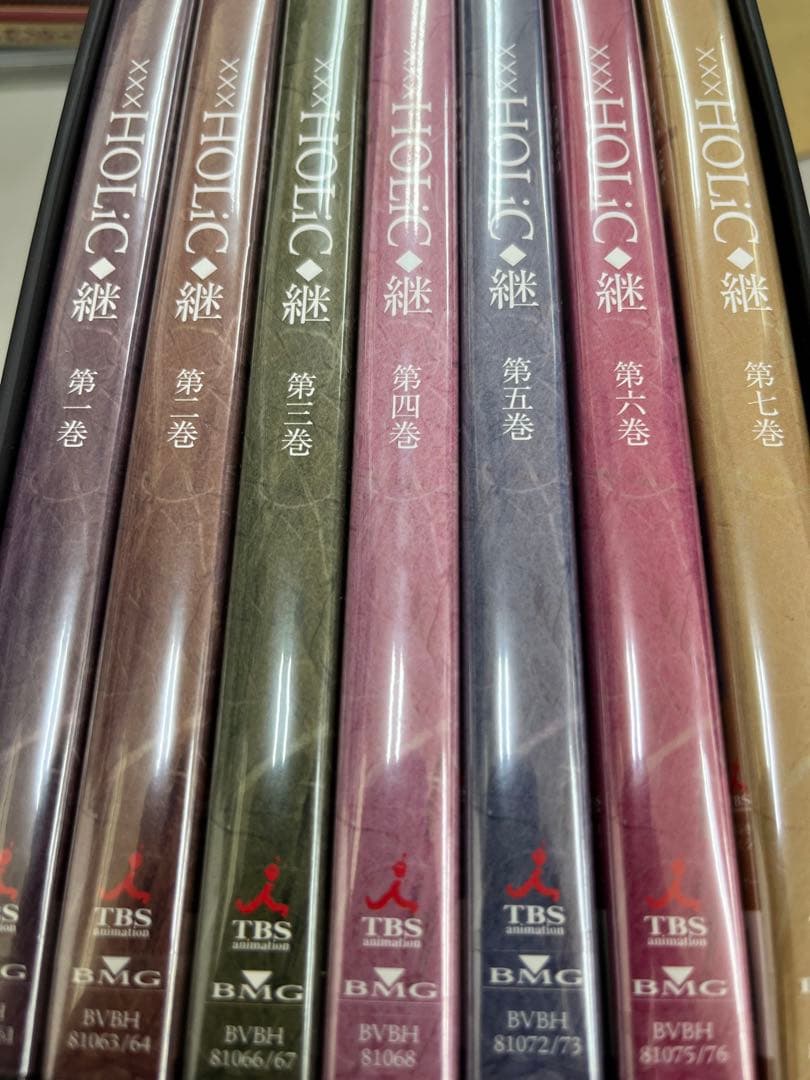 ×××HOLiC◆継
第一巻
×××HOLiC◆継
第二巻
TBS
animation
BMG
BVBH
81063/64
×××HOLiC◆継
第三巻
TBS
animation
BMG
BVBH
81066/67
×××HOLiC◆継
第四巻
TBS
animation
BMG
BVBH
81068
×××HOLiC◆継
第五巻
TBS
animation
BMG
BVBH
81072/73
×××HOLiC◆継
第六巻
TBS
animation
BMG
BVBH
81075/76
×××HOLiC◆継
第七巻
TBS